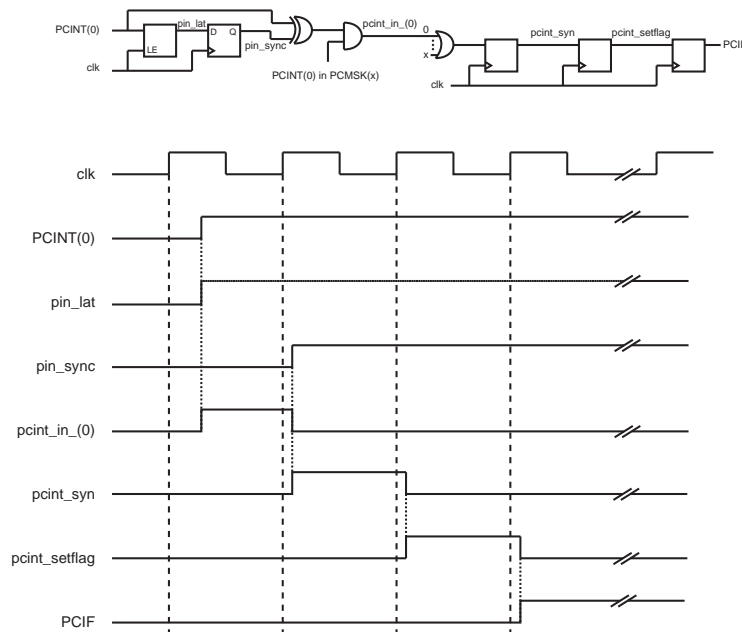 PCINT(0)
pin_lat
D Q
LE
pin_sync
clk
PCINT(0) in PCMSK(x)
pcint_in_(0)
0
x
pcint_syn
pcint_setflag
PCIF
clk
clk
PCINT(0)
pin_lat
pin_sync
pcint_in_(0)
pcint_syn
pcint_setflag
PCIF